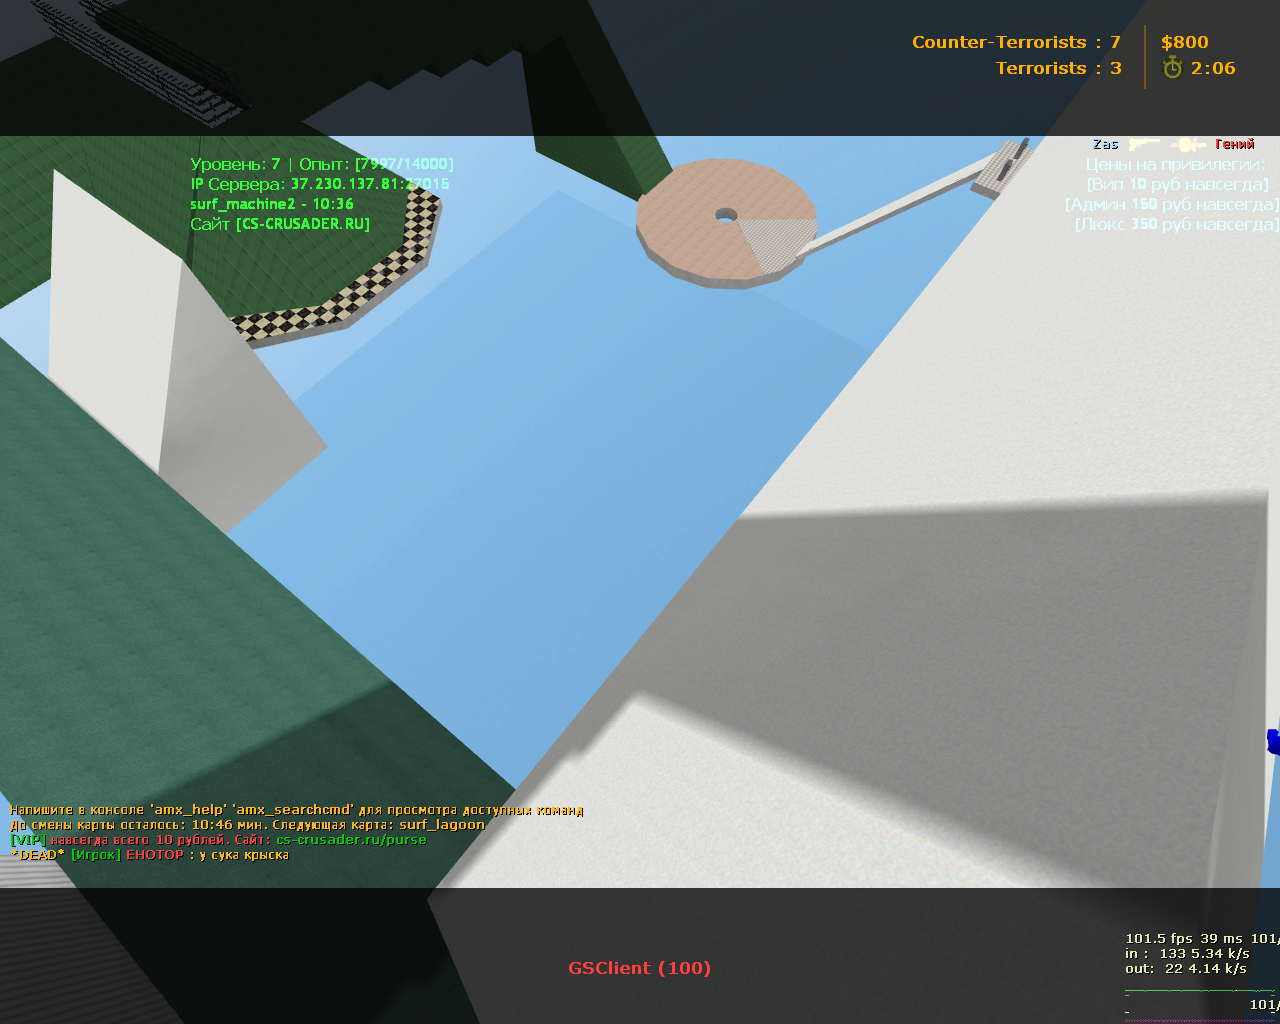 Counter-Terrorists : 7 $800
Terrorists : 3 2:06
Zas Гений
Уровень: 7 | Опыт: [7997/14000]
IP Сервера: 37.230.137.81:27015
surf_machine2 - 10:36
Сайт [CS-CRUSADER.RU]
Цены на привилегии:
[Вип 10 руб навсегда]
[Админ 150 руб навсегда]
[Люкс 350 руб навсегда]
Напишите в консоле 'amx_help' 'amx_searchcmd' для просмотра доступных команд
До смены карты осталось: 10:46 мин. Следующая карта: surf_lagoon
[VIP] навсегда всего 10 рублей. Сайт: cs-crusader.ru/purse
*DEAD* [Игрок] ЕНОТОР : у сука крыска
GSClient (100)
101.5 fps 39 ms 101/
in : 133 5.34 k/s
out: 22 4.14 k/s
101/